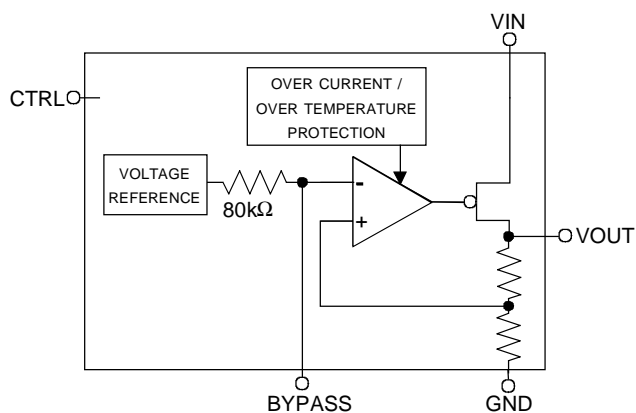 VIN
CTRL
OVER CURRENT /
OVER TEMPERATURE
PROTECTION
VOLTAGE
REFERENCE
80kΩ
-
+
VOUT
BYPASS
GND